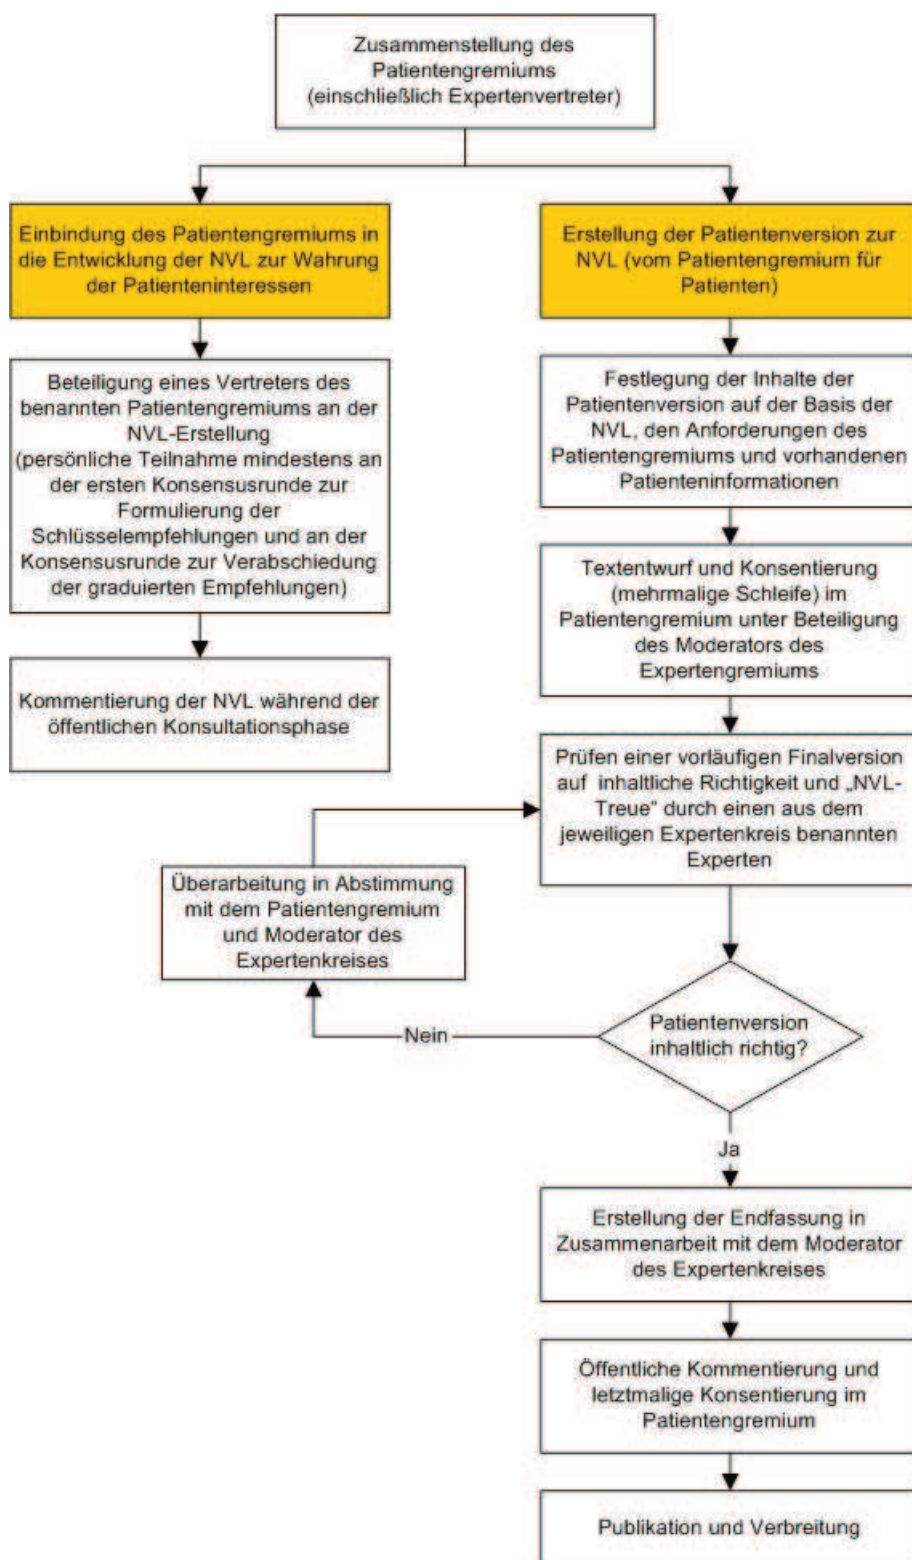 Zusammenstellung des
Patientengremiums
(einschließlich Expertenvertreter)
Einbindung des Patientengremiums in
die Entwicklung der NVL zur Wahrung
der Patienteninteressen
Beteiligung eines Vertreters des
benannten Patientengremiums an der
NVL-Erstellung
(persönliche Teilnahme mindestens an
der ersten Konsensusrunde zur
Formulierung der
Schlüsselempfehlungen und an der
Konsensusrunde zur Verabschiedung
der graduierten Empfehlungen)
Kommentierung der NVL während der
öffentlichen Konsultationsphase
Erstellung der Patientenversion zur
NVL (vom Patientengremium für
Patienten)
Festlegung der Inhalte der
Patientenversion auf der Basis der
NVL, den Anforderungen des
Patientengremiums und vorhandenen
Patienteninformationen
Textentwurf und Konsentierung
(mehrmalige Schleife) im
Patientengremium unter Beteiligung
des Moderators des
Expertengremiums
Prüfen einer vorläufigen Finalversion
auf inhaltliche Richtigkeit und „NVL-
Treue“ durch einen aus dem
jeweiligen Expertenkreis benannten
Experten
Überarbeitung in Abstimmung
mit dem Patientengremium
und Moderator des
Expertenkreises
Patientenversion
inhaltlich richtig?
Nein
Ja
Erstellung der Endfassung in
Zusammenarbeit mit dem Moderator
des Expertenkreises
Öffentliche Kommentierung und
letztmalige Konsentierung im
Patientengremium
Publikation und Verbreitung